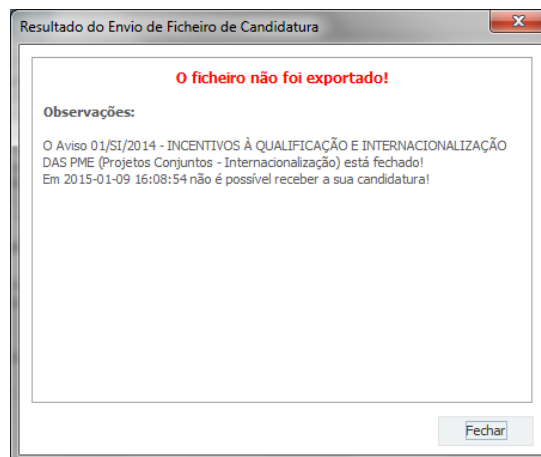 Resultado do Envio de Ficheiro de Candidatura
O ficheiro não foi exportado!
Observações:
O Aviso 01/SI/2014 - INCENTIVOS À QUALIFICAÇÃO E INTERNACIONALIZAÇÃO
DAS PME (Projetos Conjuntos - Internacionalização) está fechado!
Em 2015-01-09 16:08:54 não é possível receber a sua candidatura!
Fechar